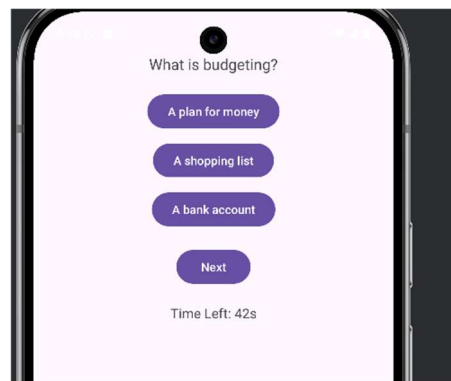 What is budgeting?
A plan for money
A shopping list
A bank account
Next
Time Left: 42s